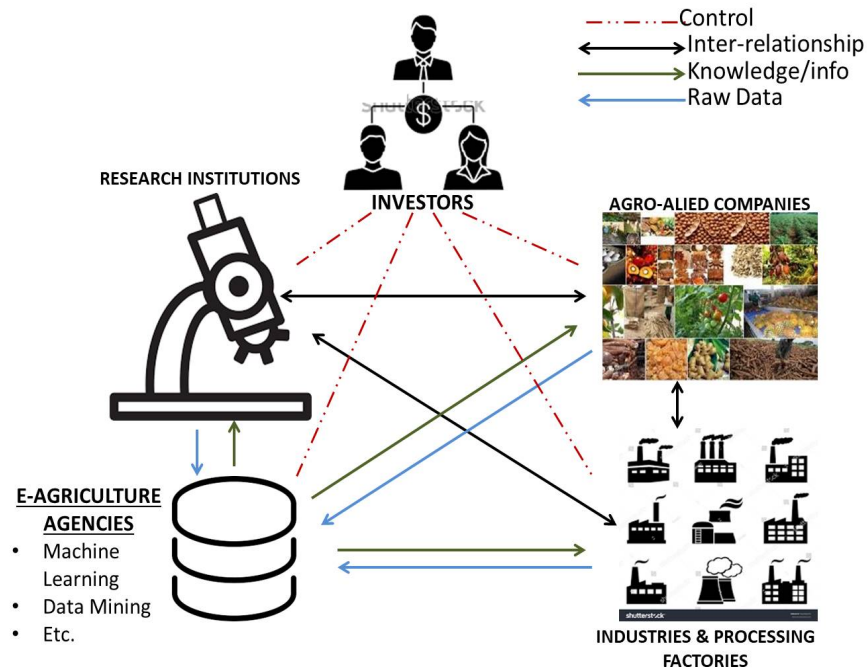 Control
Inter-relationship
Knowledge/info
Raw Data
$
shutterstock
INVESTORS
RESEARCH INSTITUTIONS
AGRO-ALIED COMPANIES
E-AGRICULTURE
AGENCIES
• Machine
Learning
• Data Mining
• Etc.
shutterstock
INDUSTRIES & PROCESSING
FACTORIES